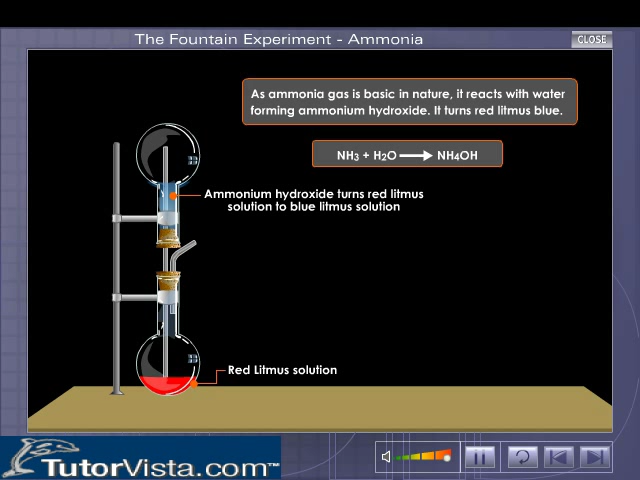 The Fountain Experiment - Ammonia
CLOSE
As ammonia gas is basic in nature, it reacts with water
forming ammonium hydroxide. It turns red litmus blue.
NH3 + H2O → NH4OH
Ammonium hydroxide turns red litmus
solution to blue litmus solution
Red Litmus solution
TutorVista.com™